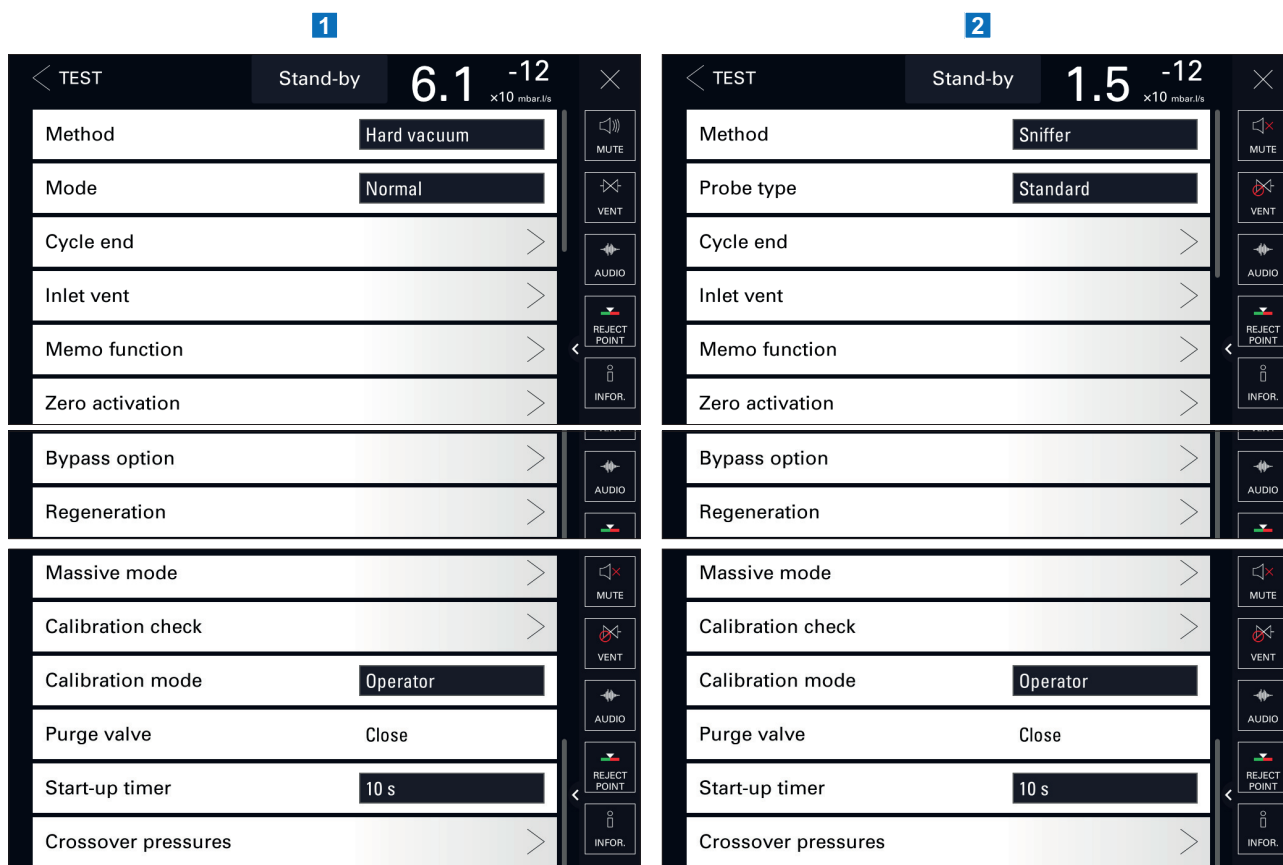 1
TEST
Stand-by
6.1 ×10 -12 mbar.l/s
Method
Hard vacuum
Mode
Normal
Cycle end
Inlet vent
Memo function
Zero activation
MUTE
VENT
AUDIO
REJECT
POINT
INFOR.
Bypass option
Regeneration
AUDIO
Massive mode
Calibration check
Calibration mode
Operator
Purge valve
Close
Start-up timer
10 s
Crossover pressures
MUTE
VENT
AUDIO
REJECT
POINT
INFOR.
2
TEST
Stand-by
1.5 ×10 -12 mbar.l/s
Method
Sniffer
Probe type
Standard
Cycle end
Inlet vent
Memo function
Zero activation
MUTE
VENT
AUDIO
REJECT
POINT
INFOR.
Bypass option
Regeneration
AUDIO
Massive mode
Calibration check
Calibration mode
Operator
Purge valve
Close
Start-up timer
10 s
Crossover pressures
MUTE
VENT
AUDIO
REJECT
POINT
INFOR.